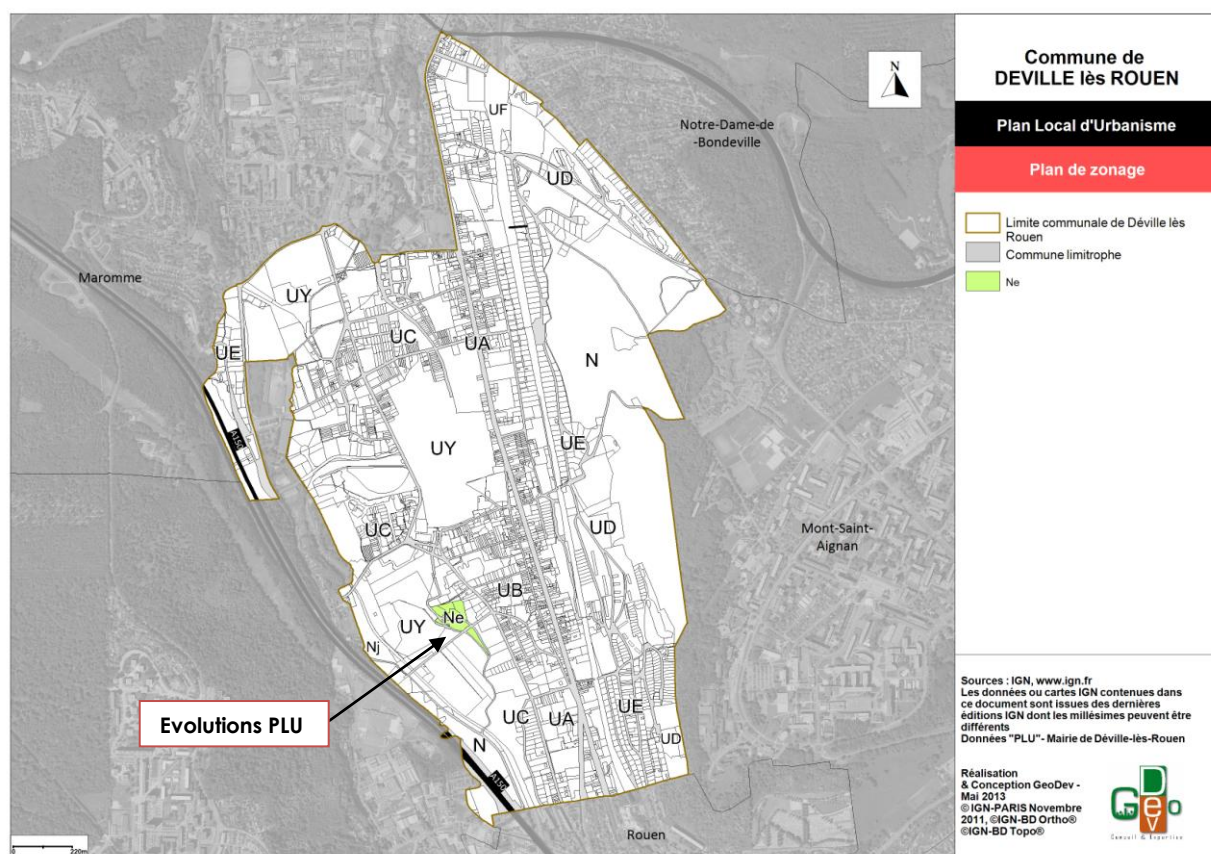 Commune de
DEVILLE lès ROUEN
Plan Local d'Urbanisme
Plan de zonage
Limite communale de Déville lès
Rouen
Commune limitrophe
Ne
N
Notre-Dame-de
-Bondeville
Maromme
Mont-Saint-
Aignan
Rouen
UF
UD
UY
UE
UC
UA
N
UY
UE
UC
UD
UB
Ne
UY
Nj
UC
UA
UE
UD
N
A150
A150
Evolutions PLU
0
220m
Sources : IGN, www.ign.fr
Les données ou cartes IGN contenues dans
ce document sont issues des dernières
éditions IGN dont les millésimes peuvent être
différents
Données "PLU"- Mairie de Déville-lès-Rouen
Réalisation
& Conception GeoDev -
Mai 2013
© IGN-PARIS Novembre
2011, ©IGN-BD Ortho®
©IGN-BD Topo®
GeoDev
Conseil & Expertise